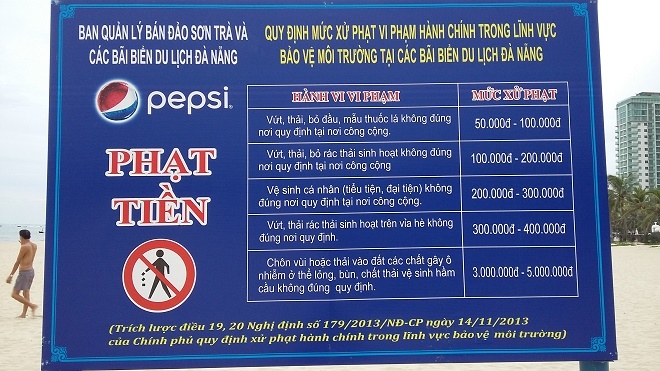 BAN QUẢN LÝ BÁN ĐẢO SƠN TRÀ VÀ
CÁC BÃI BIỂN DU LỊCH ĐÀ NẴNG
QUY ĐỊNH MỨC XỬ PHẠT VI PHẠM HÀNH CHÍNH TRONG LĨNH VỰC
BẢO VỆ MÔI TRƯỜNG TẠI CÁC BÃI BIỂN DU LỊCH ĐÀ NẴNG
pepsi
PHẠT
TIỀN
HÀNH VI VI PHẠM
MỨC XỬ PHẠT
Vứt, thải, bỏ đầu, mẫu thuốc lá không đúng
nơi quy định tại nơi công cộng.
50.000đ - 100.000đ
Vứt, thải, bỏ rác thải sinh hoạt không đúng
nơi quy định tại nơi công cộng
100.000đ - 200.000đ
Vệ sinh cá nhân (tiểu tiện, đại tiện) không
đúng nơi quy định tại nơi công cộng.
200.000đ - 300.000đ
Vứt, thải rác thải sinh hoạt trên vỉa hè không
đúng nơi quy định.
300.000đ - 400.000đ
Chôn vùi hoặc thải vào đất các chất gây ô
nhiễm ở thể lỏng, bùn, chất thải vệ sinh hầm
cầu không đúng quy định.
3.000.000đ - 5.000.000đ
(Trích lược điều 19, 20 Nghị định số 179/2013/NĐ-CP ngày 14/11/2013
của Chính phủ quy định xử phạt hành chính trong lĩnh vực bảo vệ môi trường)